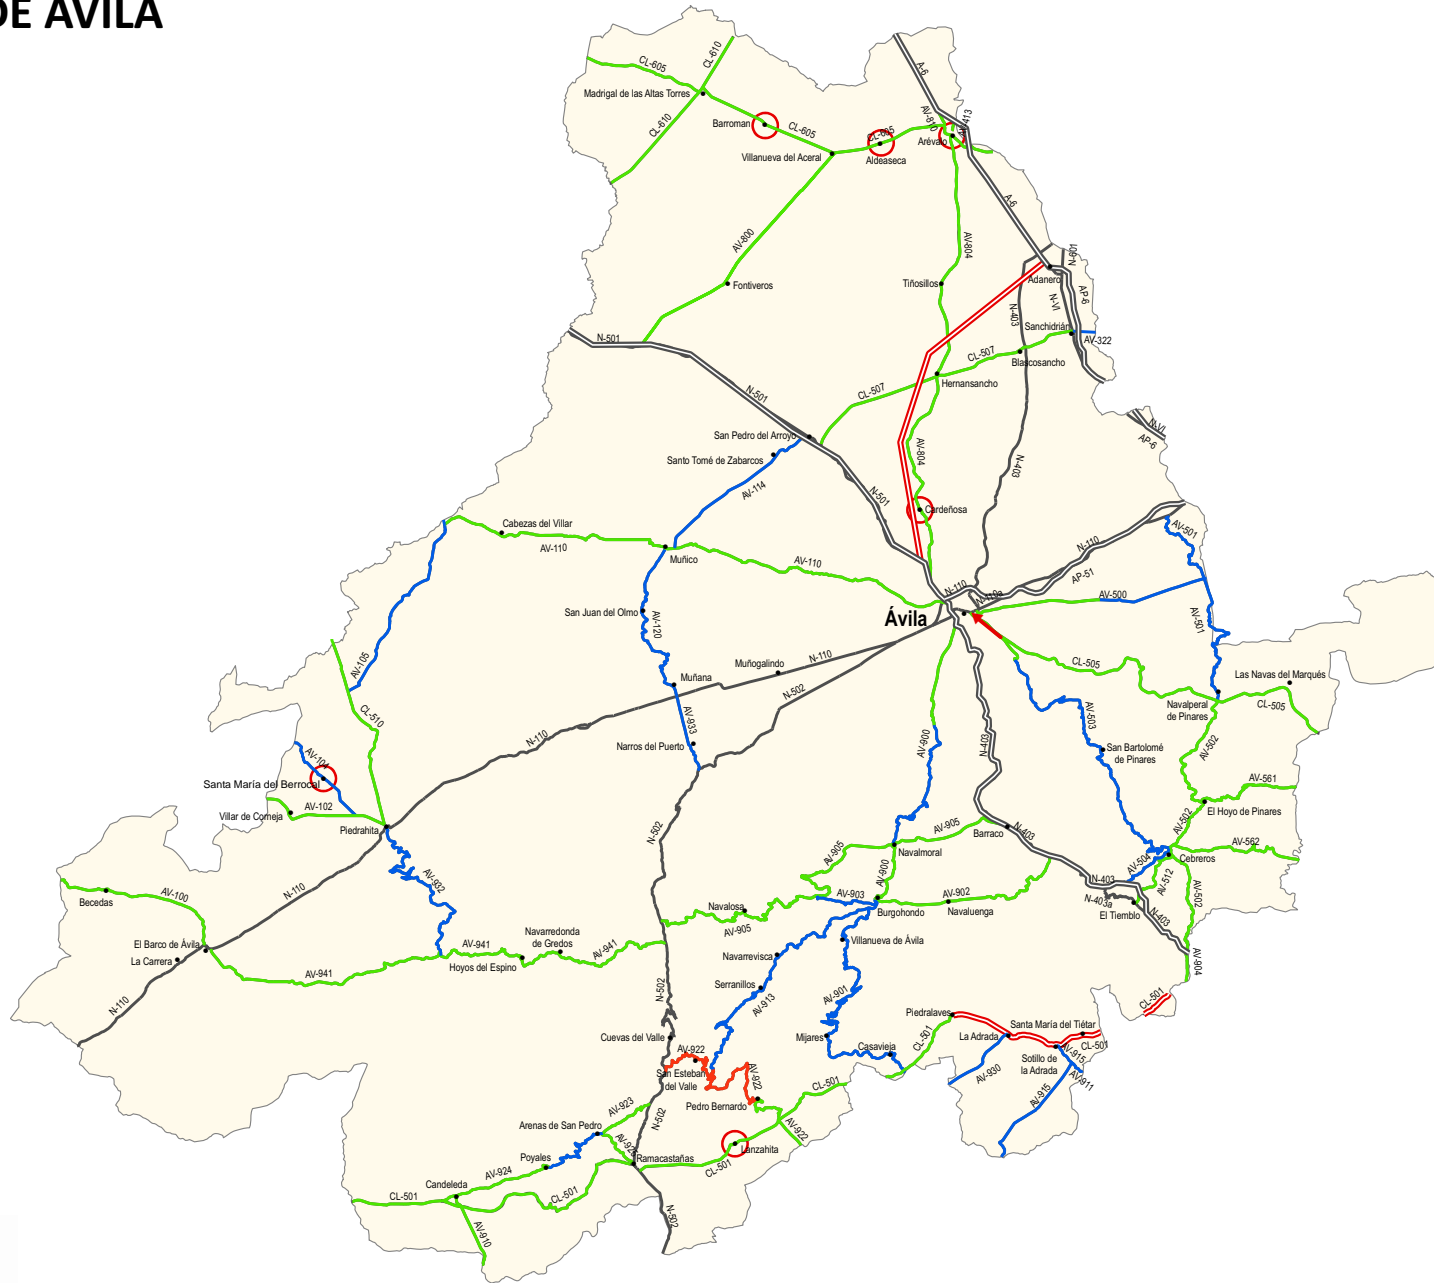 DE ÁVILA
CL-605
CL-610
Madrigal de las Altas Torres
CL-610
Barroman
CL-605
CL-605
Aldeaseca
Villanueva del Aceral
A-6
AV-810
Arévalo
A-6
AV-800
AV-804
Fontiveros
Tiñosillos
N-601
Adanero
N-VI
AP-6
N-403
Sanchidrián
AV-322
Blascosancho
CL-507
Hernansancho
CL-507
N-501
N-501
San Pedro del Arroyo
Santo Tomé de Zabarcos
AV-114
N-501
AV-804
N-403
Cardeñosa
N-VI
AP-6
Cabezas del Villar
AV-110
Muñico
AV-110
N-110
AP-51
AV-501
N-110
N-110a
AV-500
Ávila
San Juan del Olmo
AV-120
AV-501
AV-105
Muñogalindo
N-110
Muñana
N-502
CL-505
Las Navas del Marqués
CL-505
Navalperal
de Pinares
CL-510
N-110
AV-933
Narros del Puerto
AV-900
N-403
AV-503
San Bartolomé
de Pinares
AV-502
AV-104
Santa María del Berrocal
AV-561
AV-102
Villar de Corneja
Piedrahita
El Hoyo de Pinares
AV-502
N-502
AV-905
Barraco
N-403
Navalmoral
AV-905
AV-562
Cebreros
AV-504
AV-512
AV-932
N-110
AV-900
N-403
AV-100
Becedas
AV-903
AV-902
N-403a
AV-502
Navalosa
Burgohondo
Navaluenga
El Tiemblo
N-403
AV-905
El Barco de Ávila
La Carrera
AV-941
Navarredonda
de Gredos
AV-941
Villanueva de Ávila
Hoyos del Espino
Navarrevisca
AV-904
AV-941
Serranillos
N-502
AV-913
AV-901
CL-501
N-110
Piedralaves
Santa María del Tiétar
Cuevas del Valle
Mijares
La Adrada
CL-501
Casavieja
CL-501
AV-922
Sotillo de
la Adrada
AV-915
San Esteban
del Valle
AV-930
AV-911
AV-922
CL-501
AV-915
Pedro Bernardo
AV-923
N-502
Arenas de San Pedro
AV-922
Lanzahita
Poyales
Ramacastañas
CL-501
AV-924
Candeleda
CL-501
CL-501
N-502
AV-910